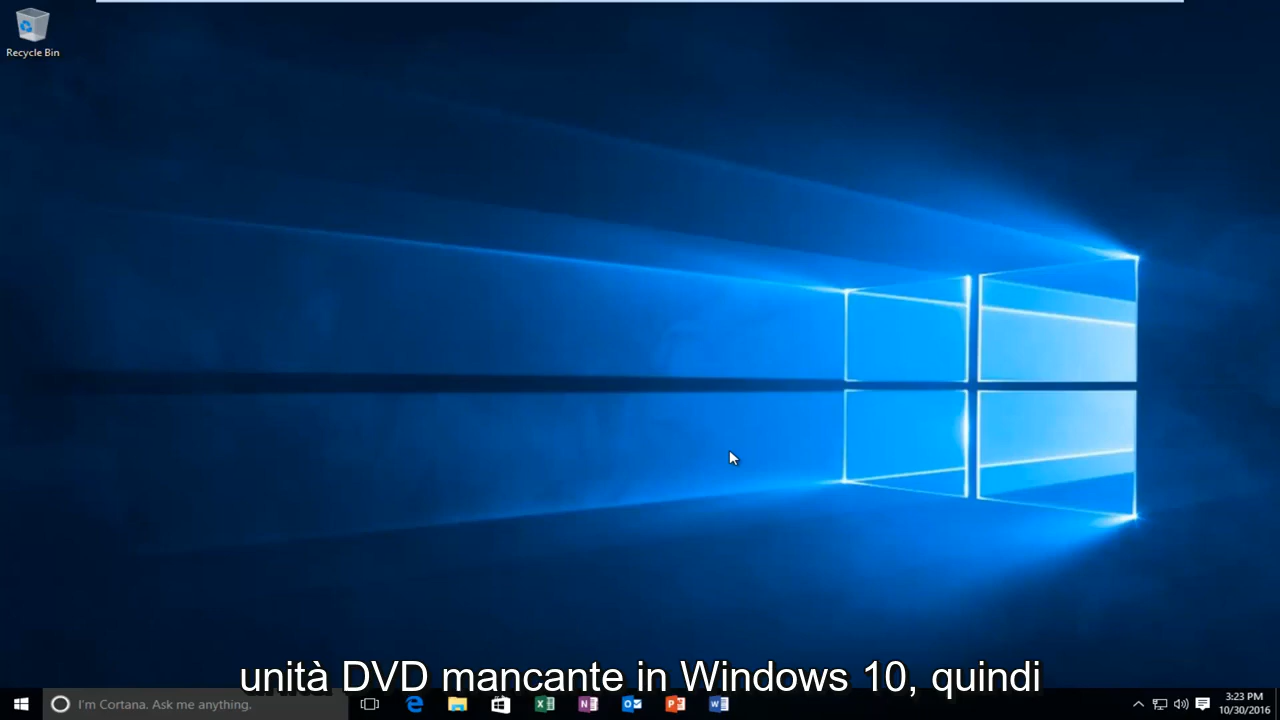 Recycle Bin
unità DVD mancante in Windows 10, quindi
I'm Cortana. Ask me anything.
3:23 PM
10/30/2016